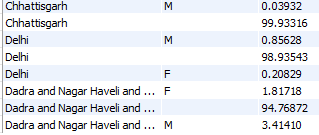 Chhattisgarh M 0.03932
Chhattisgarh 99.93316
Delhi M 0.85628
Delhi 98.93543
Delhi F 0.20829
Dadra and Nagar Haveli and ... F 1.81718
Dadra and Nagar Haveli and ... 94.76872
Dadra and Nagar Haveli and ... M 3.41410